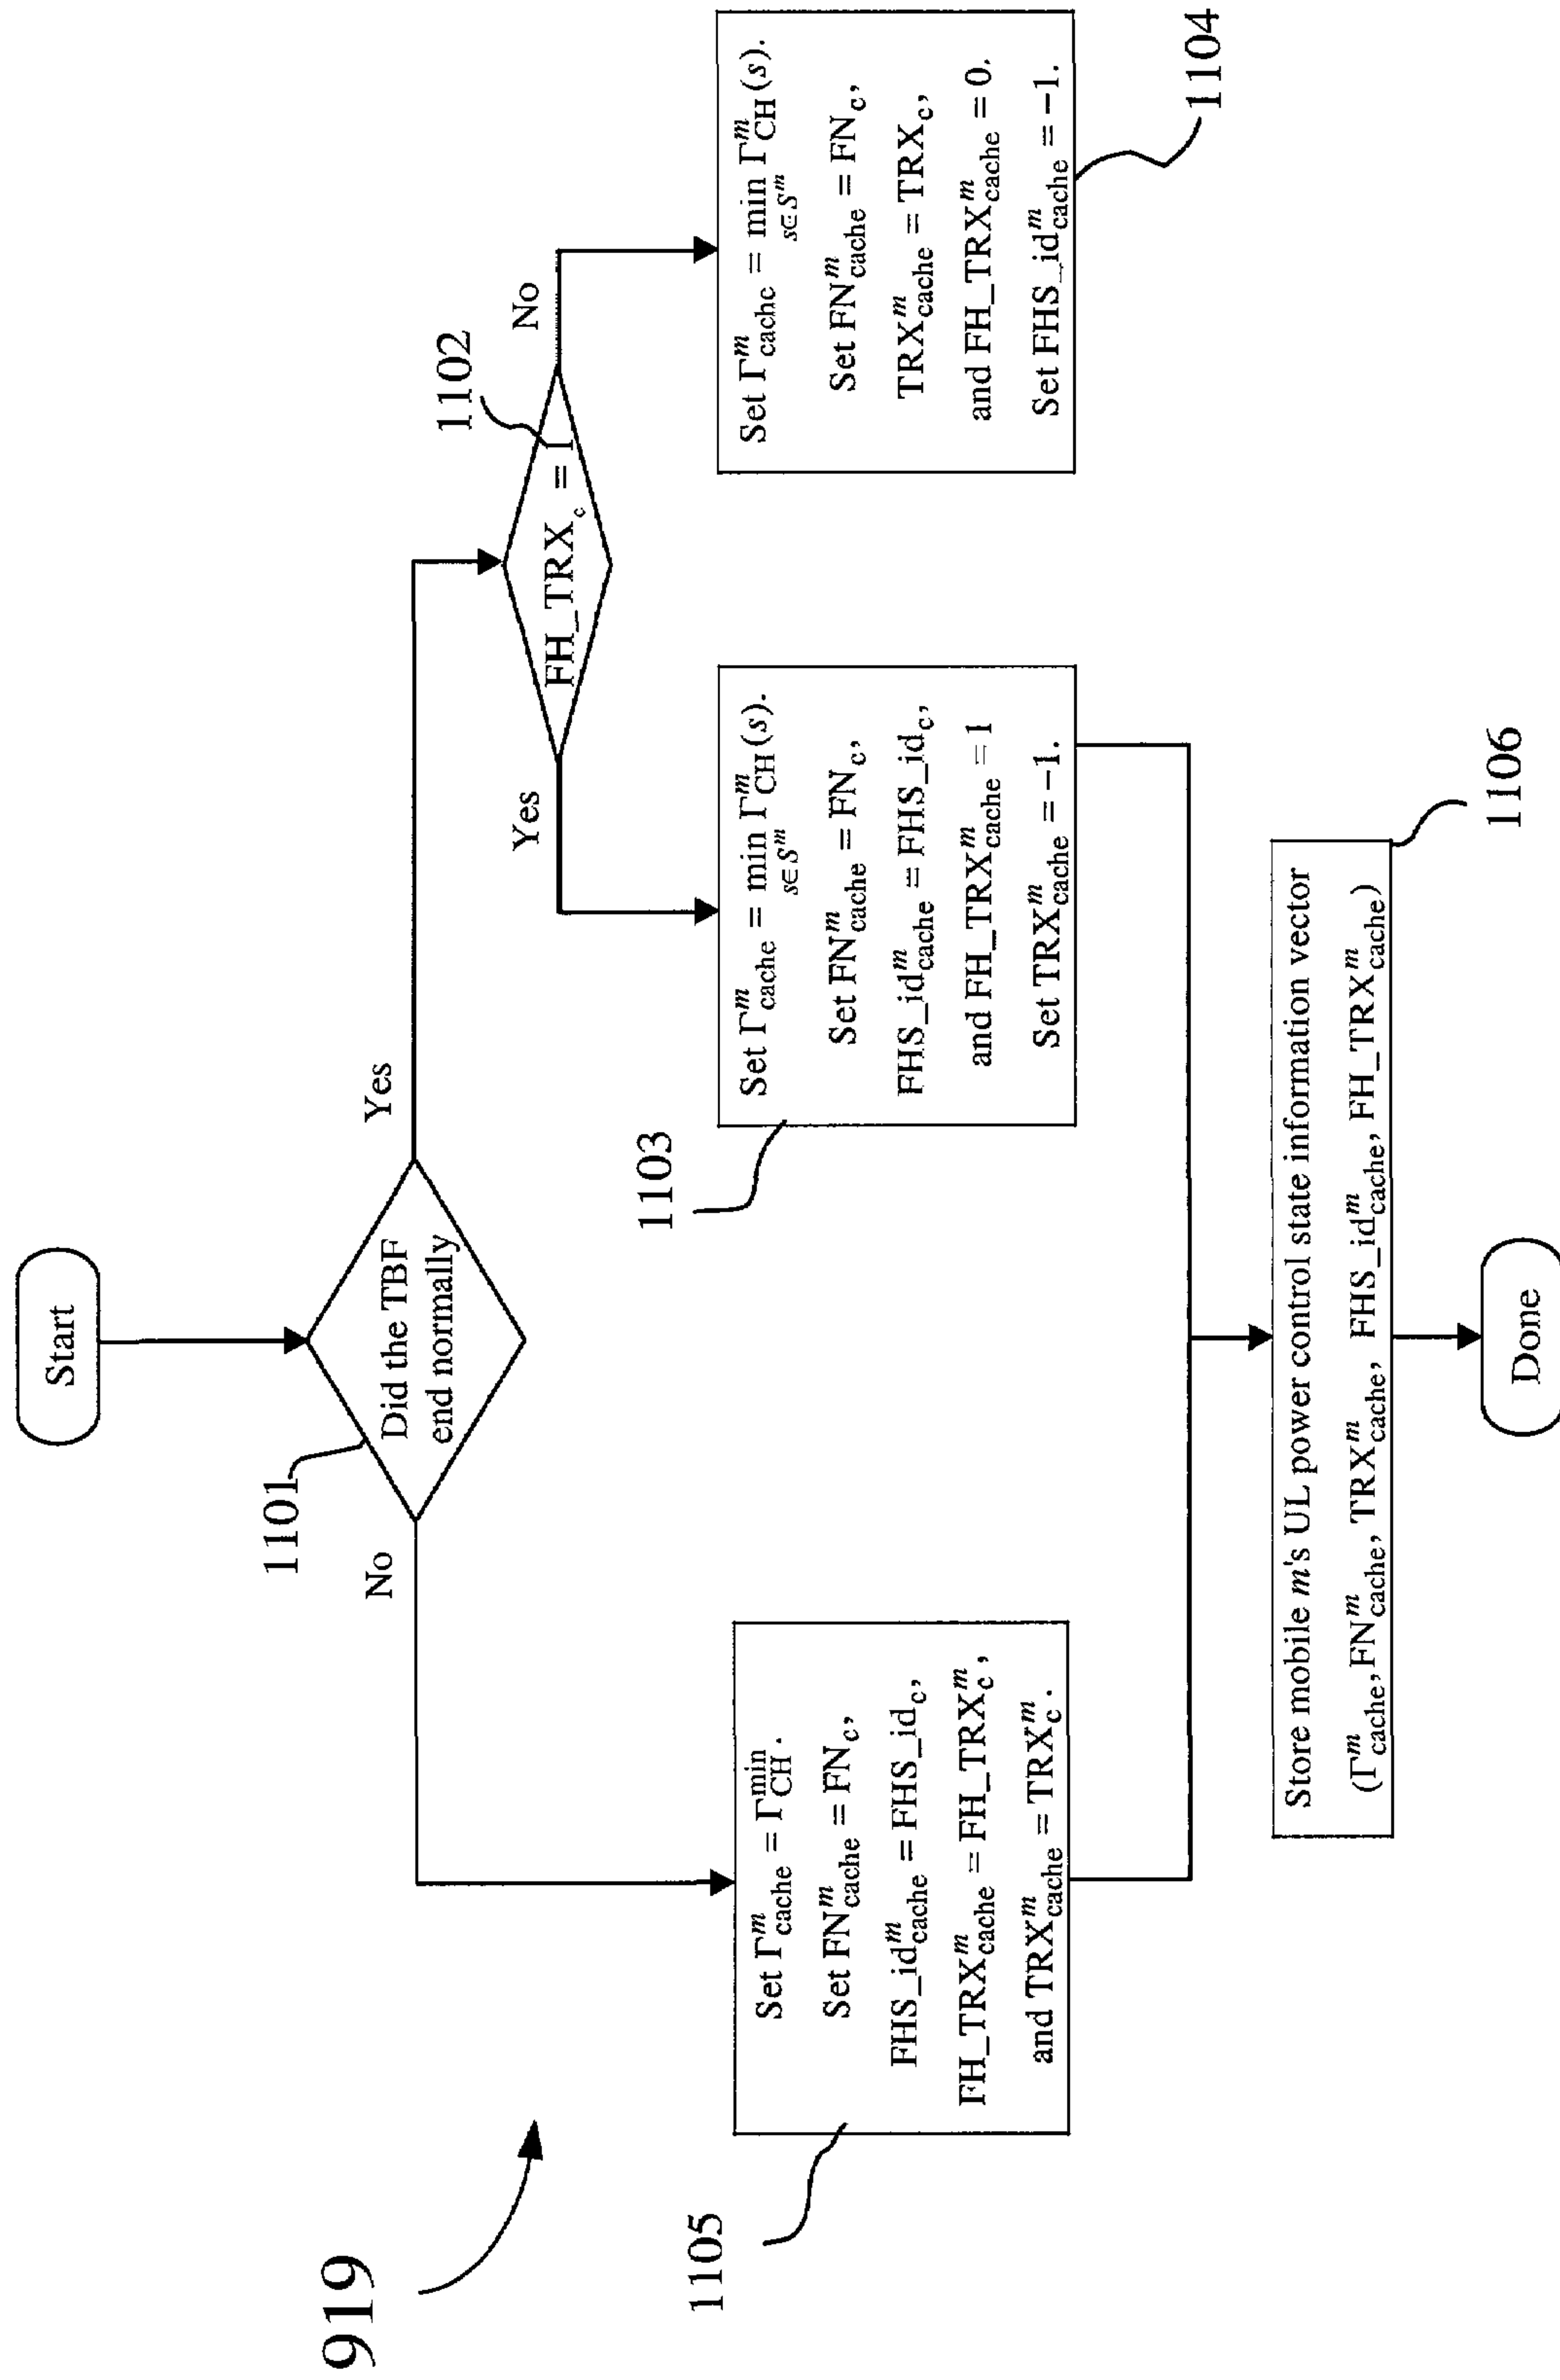 919
Start
1101
Did the TBF
end normally
No
Yes
1102
FH_TRX_c = 1
Yes
No
1105
Set Γ^m_cache = Γ^min_CH.
Set FN^m_cache = FN_c,
FHS_id^m_cache = FHS_id_c,
FH_TRX^m_cache = FH_TRX^m_c,
and TRX^m_cache = TRX^m_c.
1103
Set Γ^m_cache = min_{s∈S^m} Γ^m_CH(s).
Set FN^m_cache = FN_c,
FHS_id^m_cache = FHS_id_c,
and FH_TRX^m_cache = 1
Set TRX^m_cache = −1.
Set Γ^m_cache = min_{s∈S^m} Γ^m_CH(s).
Set FN^m_cache = FN_c,
TRX^m_cache = TRX_c,
and FH_TRX^m_cache = 0.
Set FHS_id^m_cache = −1.
1104
Store mobile m's UL power control state information vector
(Γ^m_cache, FN^m_cache, TRX^m_cache, FHS_id^m_cache, FH_TRX^m_cache)
1106
Done